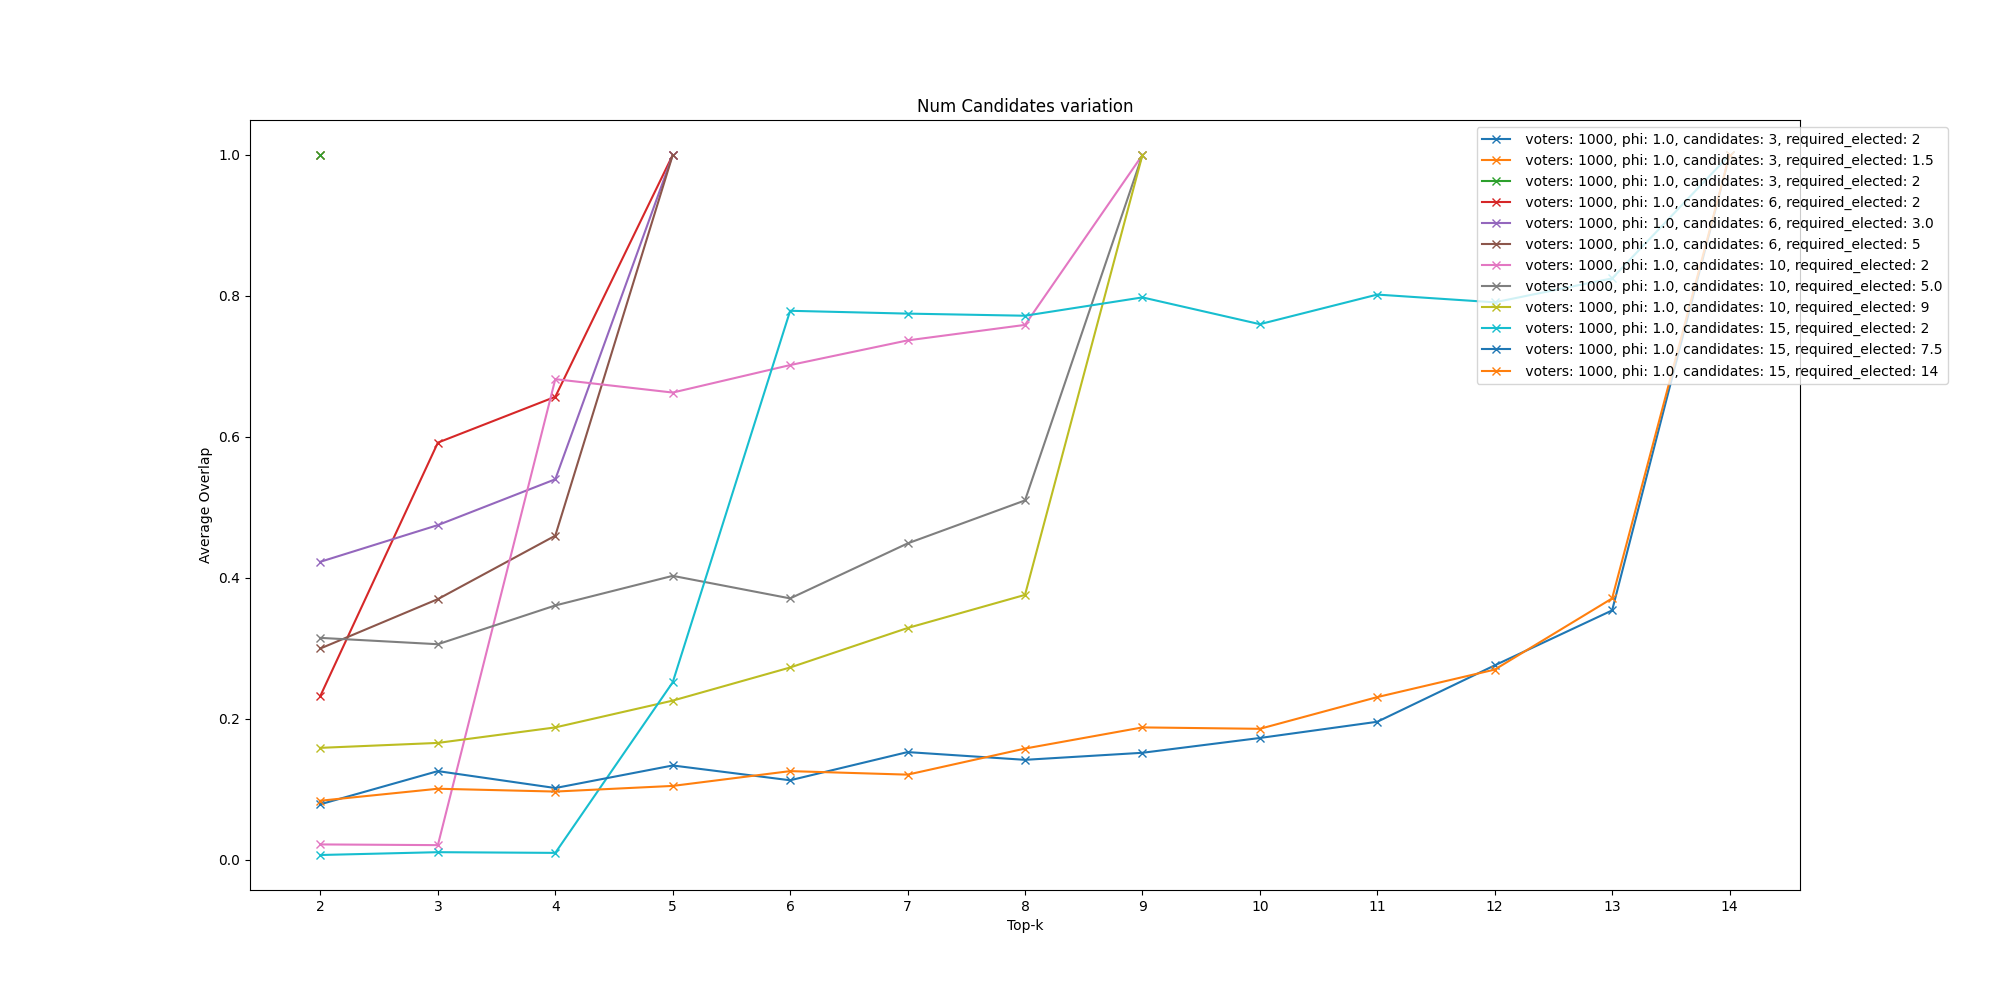 Num Candidates variation
voters: 1000, phi: 1.0, candidates: 3, required_elected: 2
voters: 1000, phi: 1.0, candidates: 3, required_elected: 1.5
voters: 1000, phi: 1.0, candidates: 3, required_elected: 2
voters: 1000, phi: 1.0, candidates: 6, required_elected: 2
voters: 1000, phi: 1.0, candidates: 6, required_elected: 3.0
voters: 1000, phi: 1.0, candidates: 6, required_elected: 5
voters: 1000, phi: 1.0, candidates: 10, required_elected: 2
voters: 1000, phi: 1.0, candidates: 10, required_elected: 5.0
voters: 1000, phi: 1.0, candidates: 10, required_elected: 9
voters: 1000, phi: 1.0, candidates: 15, required_elected: 2
voters: 1000, phi: 1.0, candidates: 15, required_elected: 7.5
voters: 1000, phi: 1.0, candidates: 15, required_elected: 14
1.0
0.8
0.6
0.4
0.2
0.0
Average Overlap
2 3 4 5 6 7 8 9 10 11 12 13 14
Top-k